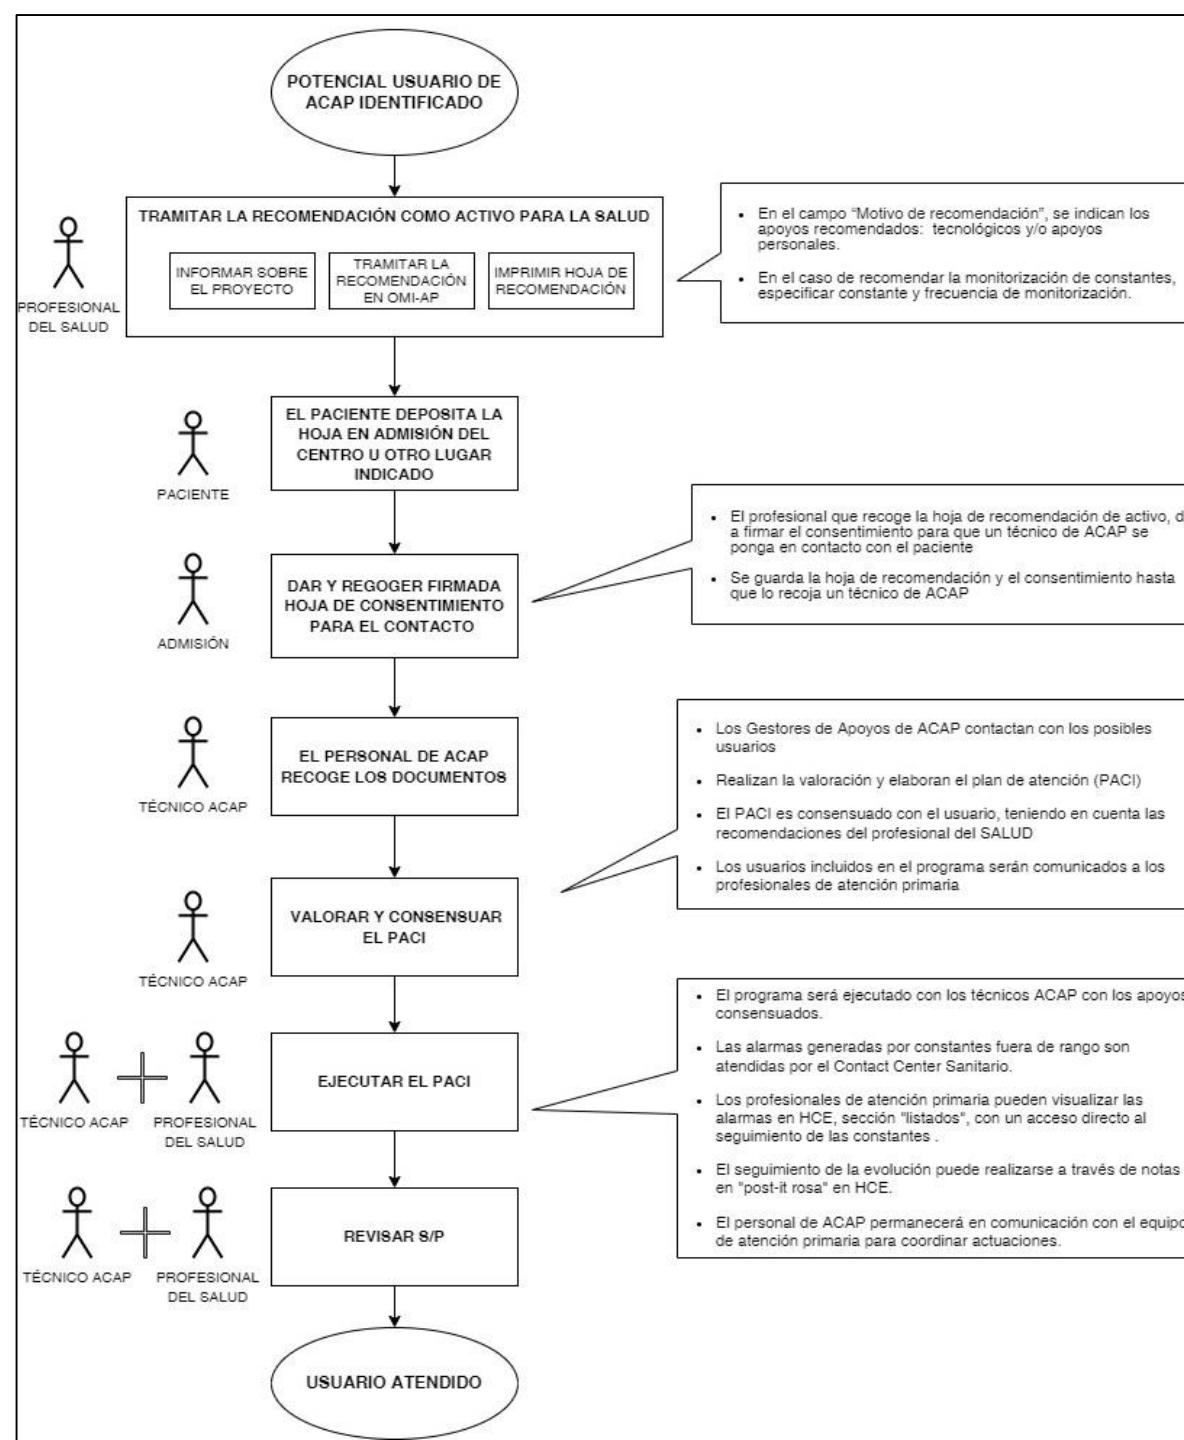 POTENCIAL USUARIO DE
ACAP IDENTIFICADO
TRAMITAR LA RECOMENDACIÓN COMO ACTIVO PARA LA SALUD
INFORMAR SOBRE
EL PROYECTO
TRAMITAR LA
RECOMENDACIÓN
EN OMI-AP
IMPRIMIR HOJA DE
RECOMENDACIÓN
PROFESIONAL
DEL SALUD
• En el campo “Motivo de recomendación”, se indican los
apoyos recomendados: tecnológicos y/o apoyos
personales.
• En el caso de recomendar la monitorización de constantes,
especificar constante y frecuencia de monitorización.
EL PACIENTE DEPOSITA LA
HOJA EN ADMISIÓN DEL
CENTRO U OTRO LUGAR
INDICADO
PACIENTE
DAR Y REGOGER FIRMADA
HOJA DE CONSENTIMIENTO
PARA EL CONTACTO
ADMISIÓN
• El profesional que recoge la hoja de recomendación de activo, d
a firmar el consentimiento para que un técnico de ACAP se
ponga en contacto con el paciente
• Se guarda la hoja de recomendación y el consentimiento hasta
que lo recoja un técnico de ACAP
EL PERSONAL DE ACAP
RECOGE LOS DOCUMENTOS
TÉCNICO ACAP
• Los Gestores de Apoyos de ACAP contactan con los posibles
usuarios
• Realizan la valoración y elaboran el plan de atención (PACI)
• El PACI es consensuado con el usuario, teniendo en cuenta las
recomendaciones del profesional del SALUD
• Los usuarios incluidos en el programa serán comunicados a los
profesionales de atención primaria
VALORAR Y CONSENSUAR
EL PACI
TÉCNICO ACAP
EJECUTAR EL PACI
TÉCNICO ACAP
PROFESIONAL
DEL SALUD
• El programa será ejecutado con los técnicos ACAP con los apoyos
consensuados.
• Las alarmas generadas por constantes fuera de rango son
atendidas por el Contact Center Sanitario.
• Los profesionales de atención primaria pueden visualizar las
alarmas en HCE, sección "listados", con un acceso directo al
seguimiento de las constantes .
• El seguimiento de la evolución puede realizarse a través de notas
en "post-it rosa" en HCE.
• El personal de ACAP permanecerá en comunicación con el equipo
de atención primaria para coordinar actuaciones.
REVISAR S/P
TÉCNICO ACAP
PROFESIONAL
DEL SALUD
USUARIO ATENDIDO